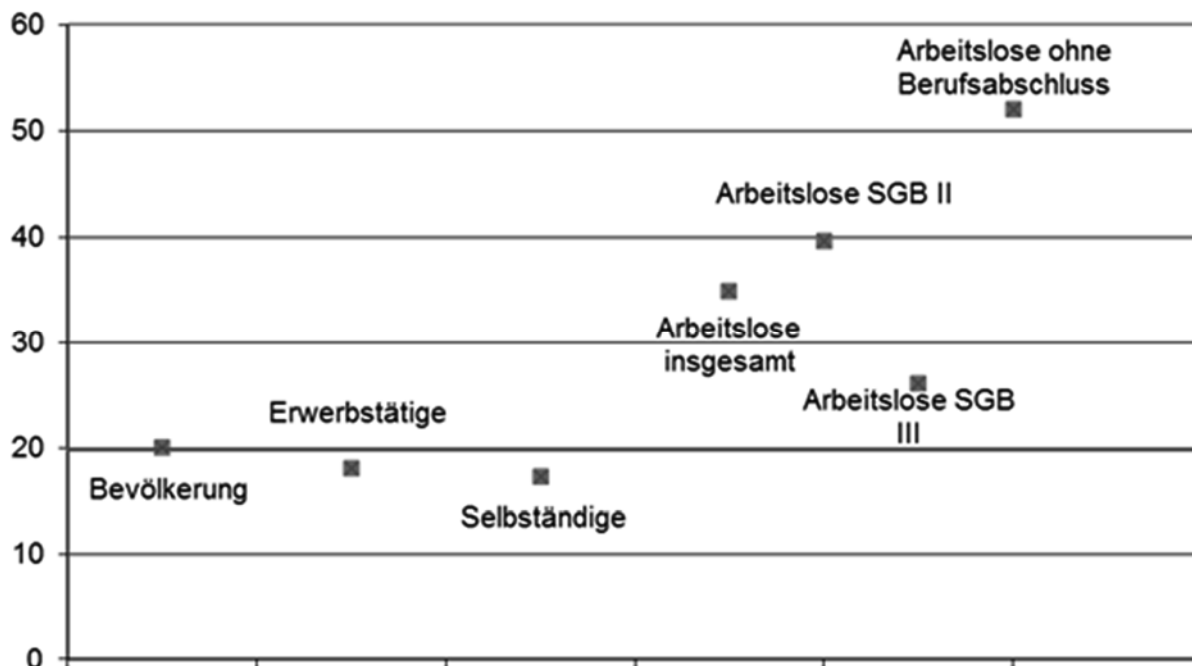 60
Arbeitslose ohne
Berufsabschluss
50
Arbeitslose SGB II
40
Arbeitslose
insgesamt
30
Arbeitslose SGB
III
Erwerbstätige
20
Bevölkerung
Selbständige
10
0